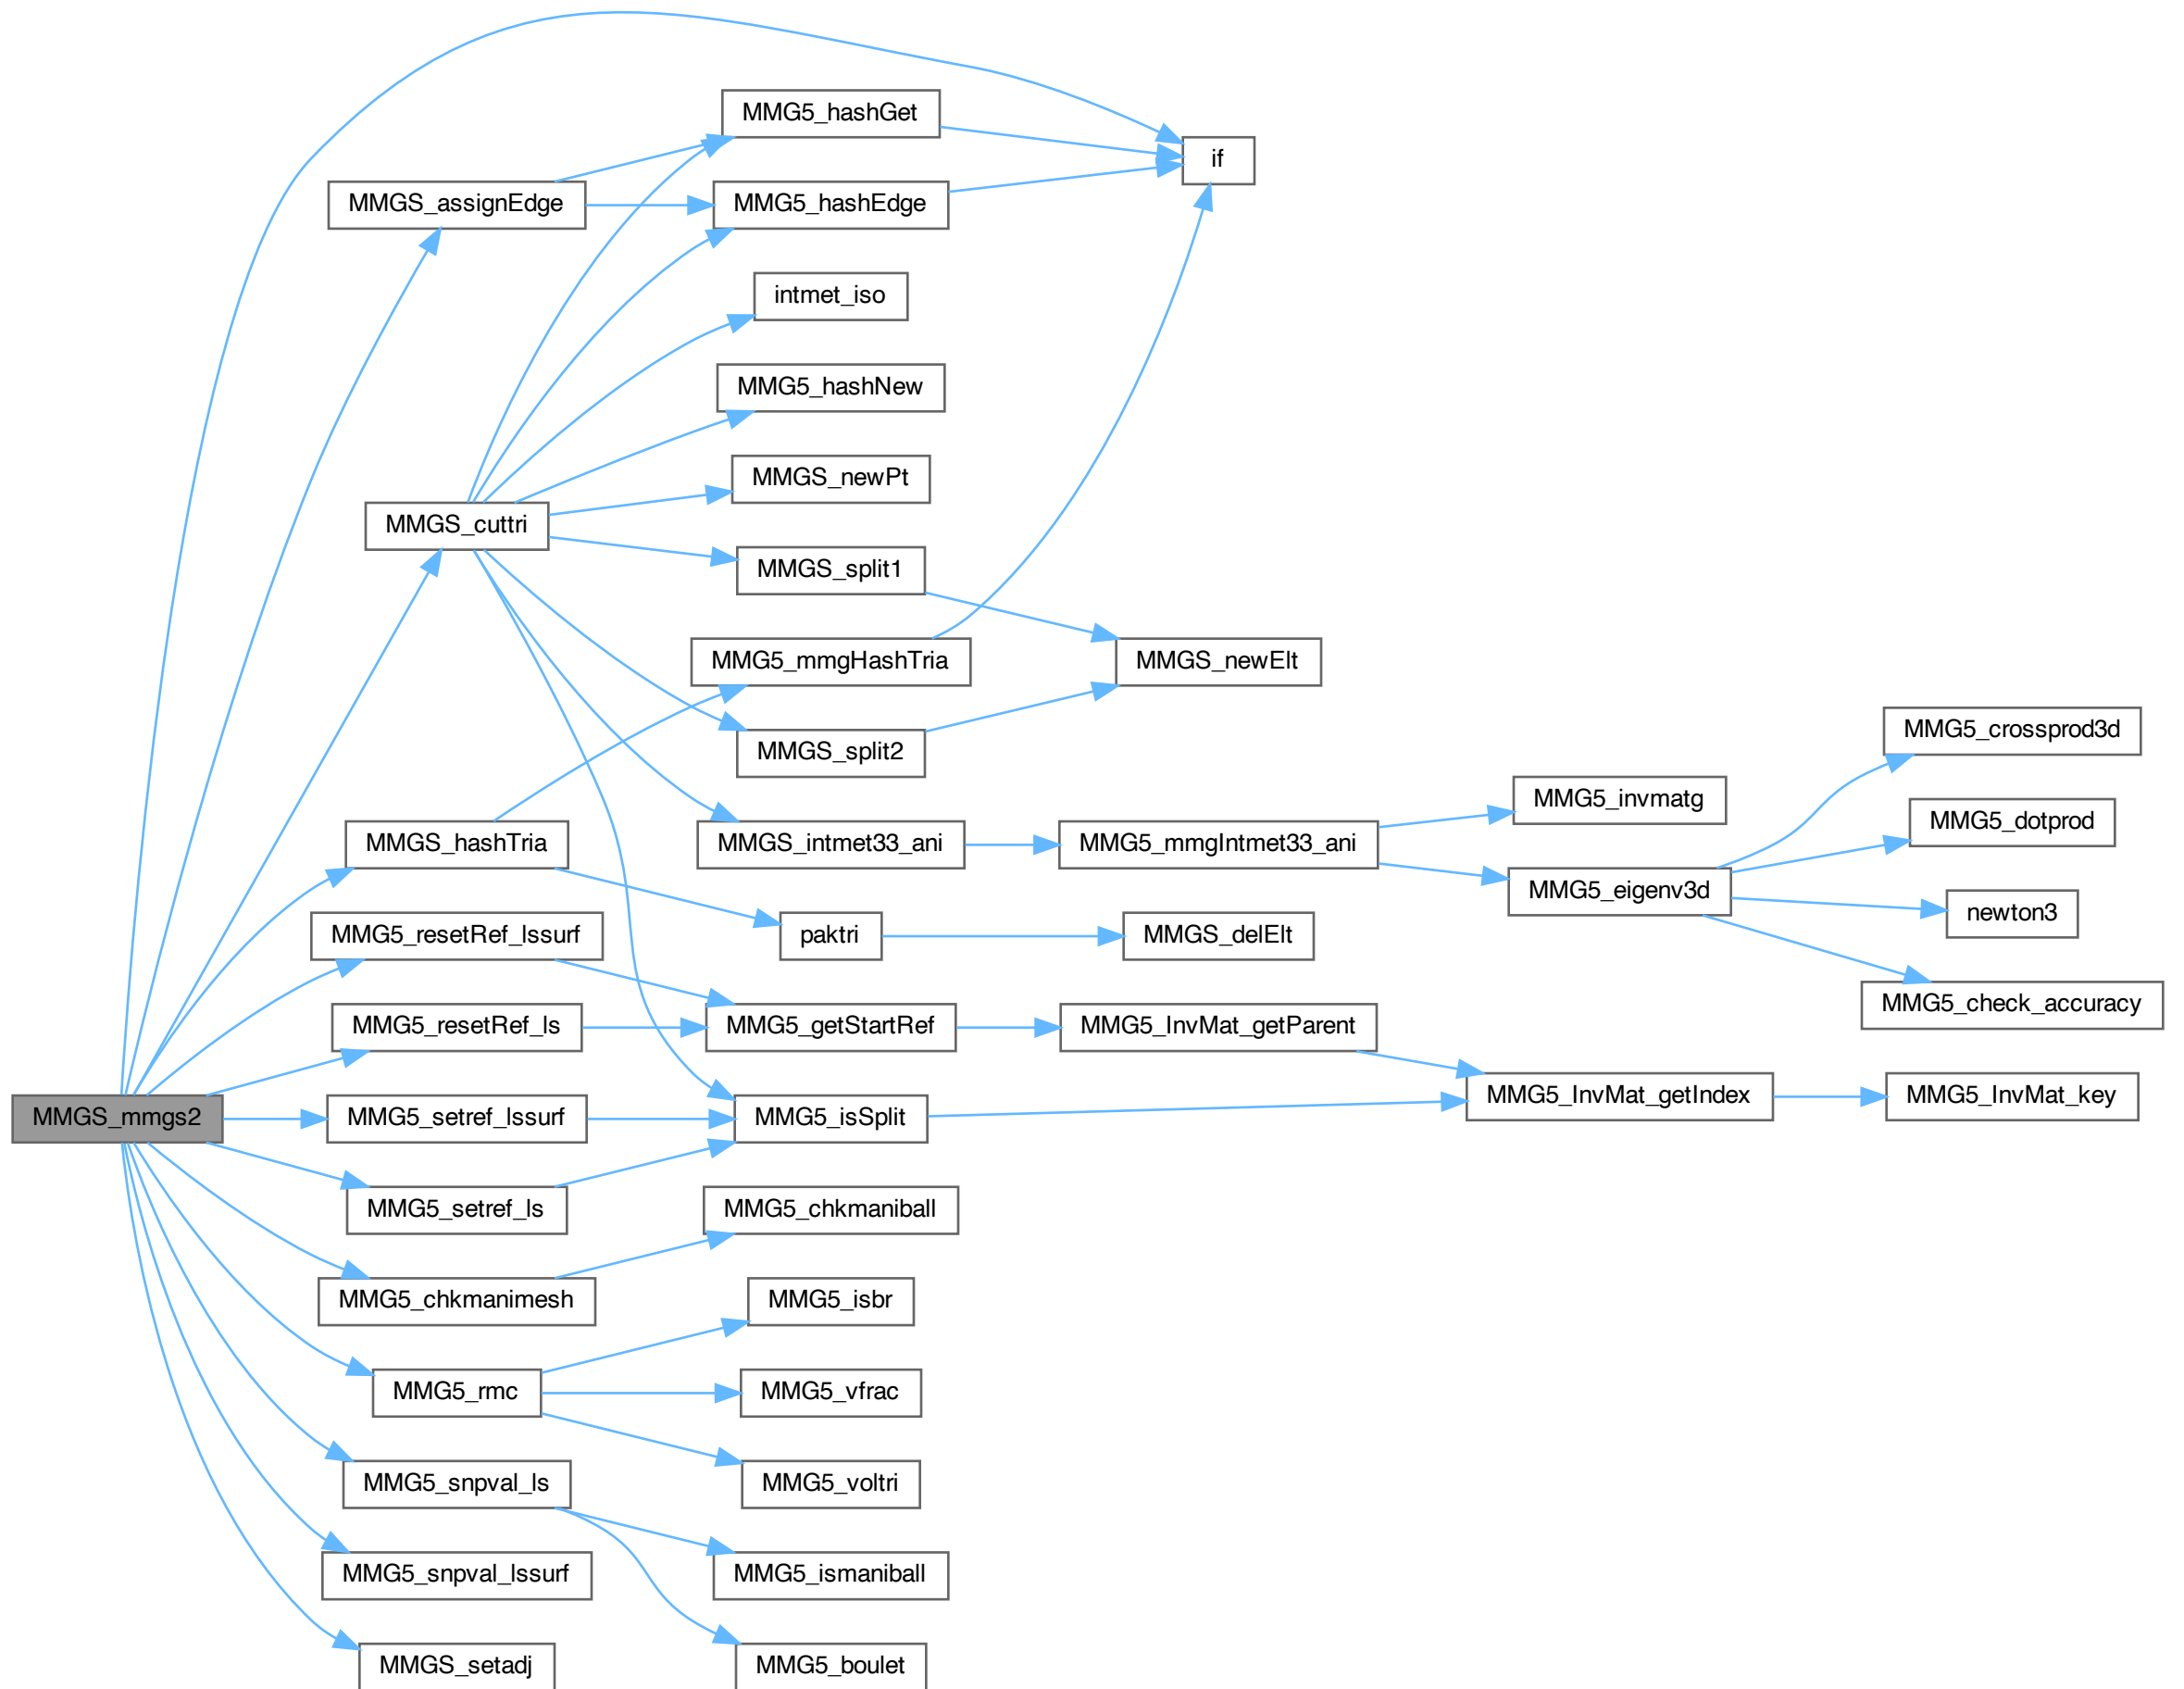 MMG5_hashGet
if
MMGS_assignEdge
MMG5_hashEdge
intmet_iso
MMG5_hashNew
MMGS_newPt
MMGS_cuttri
MMGS_split1
MMG5_mmgHashTria
MMGS_newElt
MMG5_crossprod3d
MMGS_split2
MMG5_invmatg
MMG5_dotprod
MMGS_hashTria
MMGS_intmet33_ani
MMG5_mmgIntmet33_ani
MMG5_eigenv3d
newton3
MMG5_resetRef_lssurf
paktri
MMGS_delElt
MMG5_check_accuracy
MMG5_resetRef_ls
MMG5_getStartRef
MMG5_InvMat_getParent
MMG5_InvMat_getIndex
MMG5_InvMat_key
MMGS_mmgs2
MMG5_setref_lssurf
MMG5_isSplit
MMG5_setref_ls
MMG5_chkmaniball
MMG5_chkmanimesh
MMG5_isbr
MMG5_rmc
MMG5_vfrac
MMG5_snpval_ls
MMG5_voltri
MMG5_snpval_lssurf
MMG5_ismaniball
MMGS_setadj
MMG5_boulet